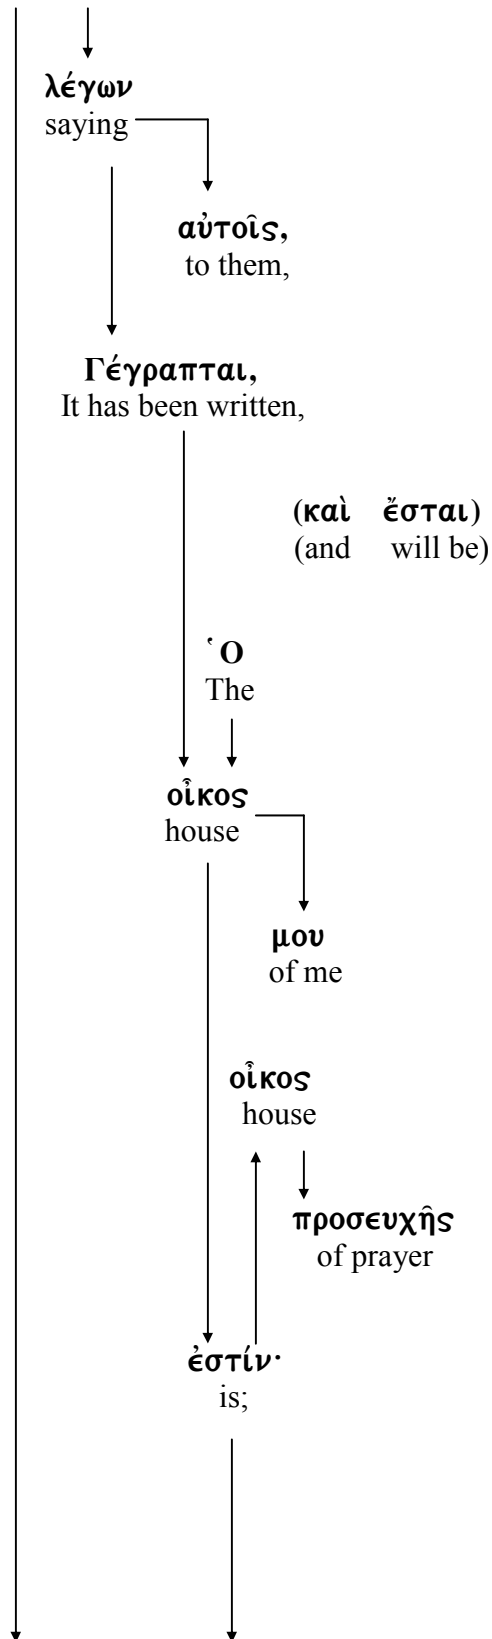 λέγων
saying
αὐτοῖς,
to them,
Γέγραπται,
It has been written,
(καὶ ἔσται)
(and will be)
Ὁ
The
οἶκος
house
μου
of me
οἶκος
house
προσευχῆς
of prayer
ἐστίν·
is;